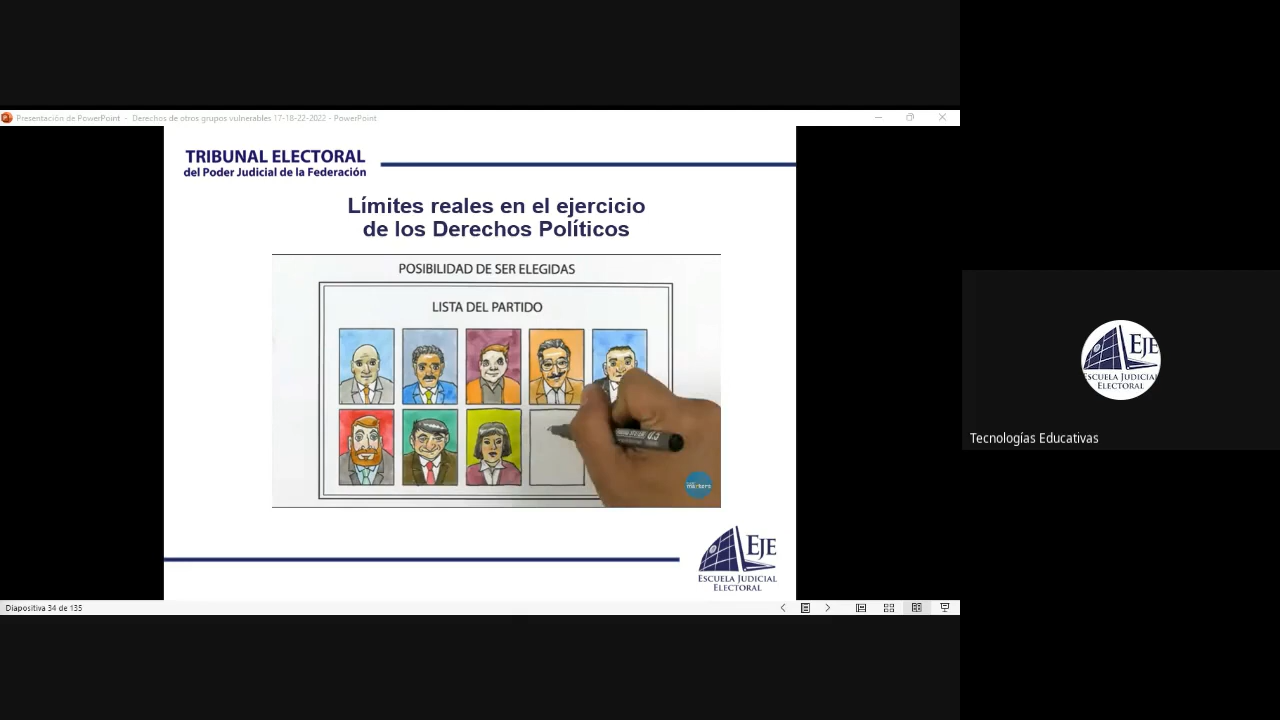 Presentación de PowerPoint - Derechos de otros grupos vulnerables 17-18-22-2022 - PowerPoint
TRIBUNAL ELECTORAL
del Poder Judicial de la Federación
Límites reales en el ejercicio
de los Derechos Políticos
POSIBILIDAD DE SER ELEGIDAS
LISTA DEL PARTIDO
EJE
ESCUELA JUDICIAL
ELECTORAL
Diapositiva 34 de 135
EJE
ESCUELA JUDICIAL
ELECTORAL
Tecnologías Educativas